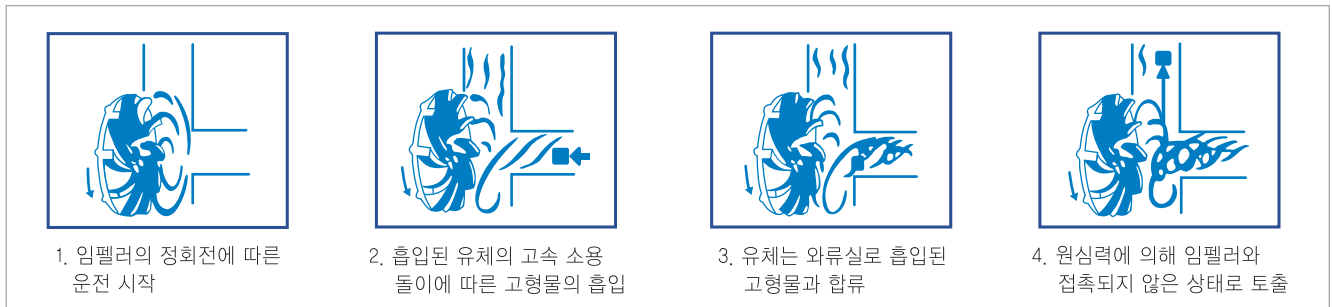 1. 임펠러의 정회전에 따른
운전 시작
2. 흡입된 유체의 고속 소용
돌이에 따른 고형물의 흡입
3. 유체는 와류실로 흡입된
고형물과 합류
4. 원심력에 의해 임펠러와
접촉되지 않은 상태로 토출